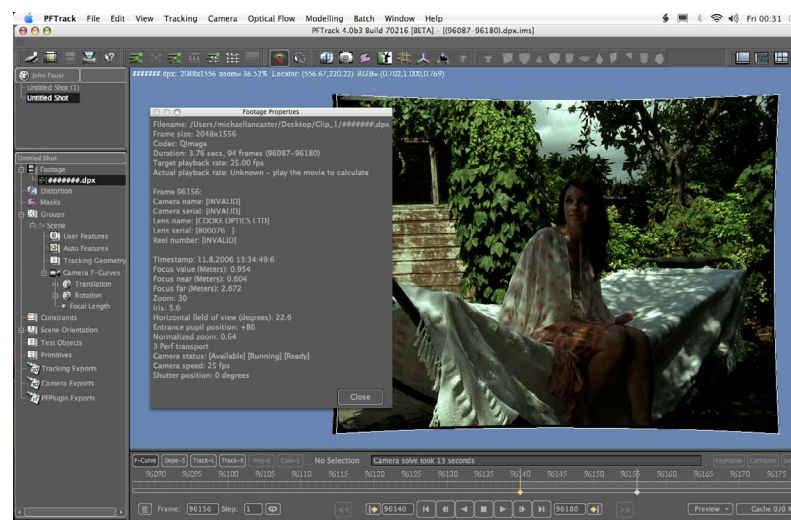 PFTrack File Edit View Tracking Camera Optical Flow Modelling Batch Window Help
Fri 00:31
PFTrack 4.0b3 Build 70216 [BETA] - [(96087-96180).dpx.ims]
#######.dpx: 2048x1556 zoom= 36.52% Locator: (556.67,220.22) RGB= (0.702,1.000,0.769)
John Fauer
Untitled Shot (1)
Untitled Shot
Untitled Shot
Footage
#######.dpx
Distortion
Masks
Groups
Scene
User Features
Auto Features
Tracking Geometry
Camera F-Curves
Translation
Rotation
Focal Length
Constraints
Scene Orientation
Test Objects
Primitives
Tracking Exports
Camera Exports
PFPlugin Exports
Footage Properties
Filename: /Users/michaellancaster/Desktop/Clip_1/#######.dpx
Frame size: 2048x1556
Codec: QImage
Duration: 3.76 secs, 94 frames (96087-96180)
Target playback rate: 25.00 fps
Actual playback rate: Unknown - play the movie to calculate
Frame 96156:
Camera name: [INVALID]
Camera serial: [INVALID]
Lens name: [COOKE OPTICS LTD]
Lens serial: [800076 ]
Reel number: [INVALID]
Timestamp: 11,8,2006 13:34:49:6
Focus value (Meters): 0.954
Focus near (Meters): 0.604
Focus far (Meters): 2.672
Zoom: 30
Iris: 5.6
Horizontal field of view (degrees): 22.6
Entrance pupil position: +86
Normalized zoom: 0.64
3 Perf transport
Camera status: [Available] [Running] [Ready]
Camera speed: 25 fps
Shutter position: 0 degrees
Close
F-Curve Dope-S Track-L Track-E Proj-E Cam-E No Selection Camera solve took 13 seconds Keyframe CutFrame
96090 96095 96100 96105 96110 96115 96120 96125 96130 96135 96140 96145 96150 96155 96160 96165 96170 96175
Frame: 96156 Step: 1 << 96140 96180 >> Preview Cache 0/0